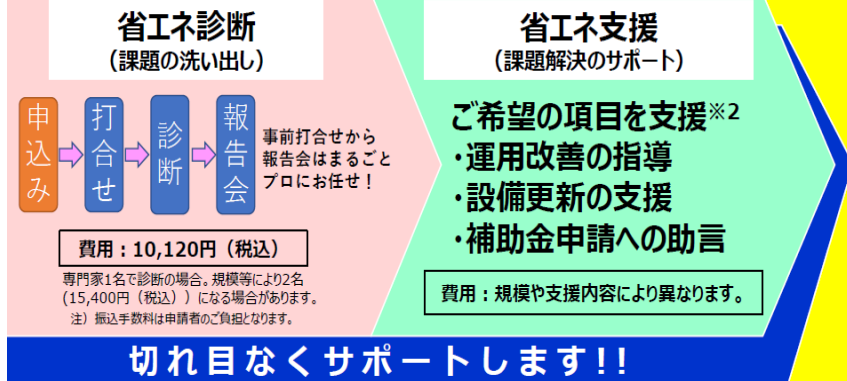 省エネ診断
（課題の洗い出し）
申込み
打合せ
診断
報告会
事前打合せから
報告会はまるごと
プロにお任せ！
費用：10,120円（税込）
専門家1名で診断の場合。規模等により2名
(15,400円（税込））になる場合があります。
注）振込手数料は申請者のご負担となります。
省エネ支援
（課題解決のサポート）
ご希望の項目を支援※2
・運用改善の指導
・設備更新の支援
・補助金申請への助言
費用：規模や支援内容により異なります。
切れ目なくサポートします!!